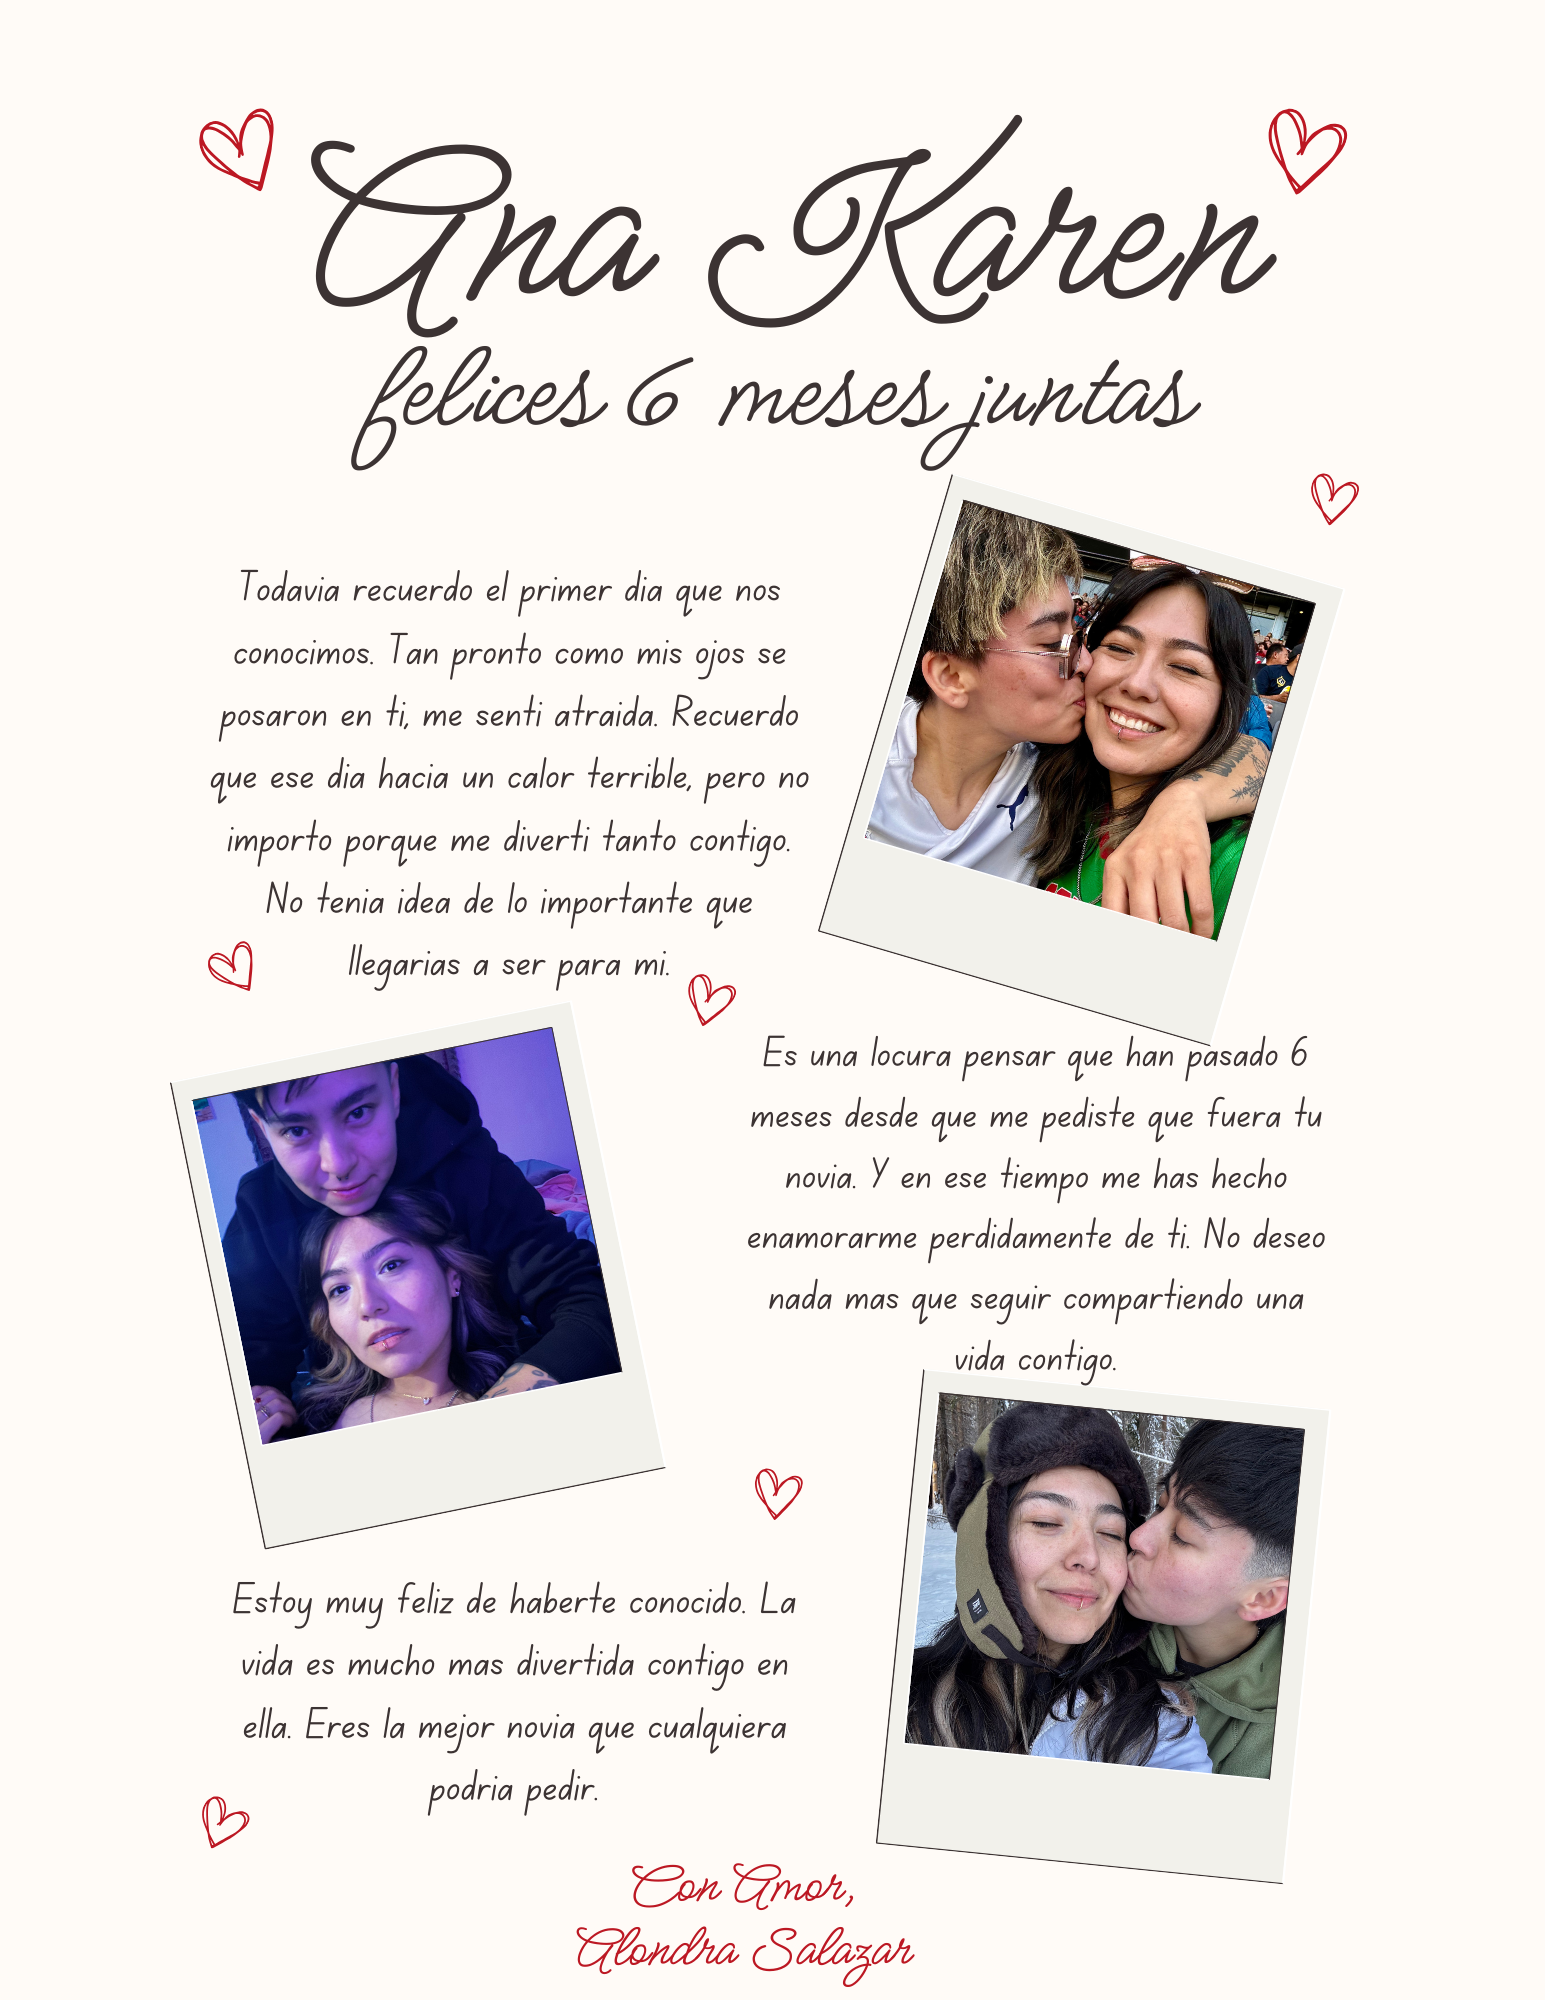 Ana Karen
felices 6 meses juntas
Todavia recuerdo el primer dia que nos
conocimos. Tan pronto como mis ojos se
posaron en ti, me senti atraida. Recuerdo
que ese dia hacia un calor terrible, pero no
importo porque me diverti tanto contigo.
No tenia idea de lo importante que
llegarias a ser para mi.
Es una locura pensar que han pasado 6
meses desde que me pediste que fuera tu
novia. Y en ese tiempo me has hecho
enamorarme perdidamente de ti. No deseo
nada mas que seguir compartiendo una
vida contigo.
Estoy muy feliz de haberte conocido. La
vida es mucho mas divertida contigo en
ella. Eres la mejor novia que cualquiera
podria pedir.
Con Amor,
Alondra Salazar